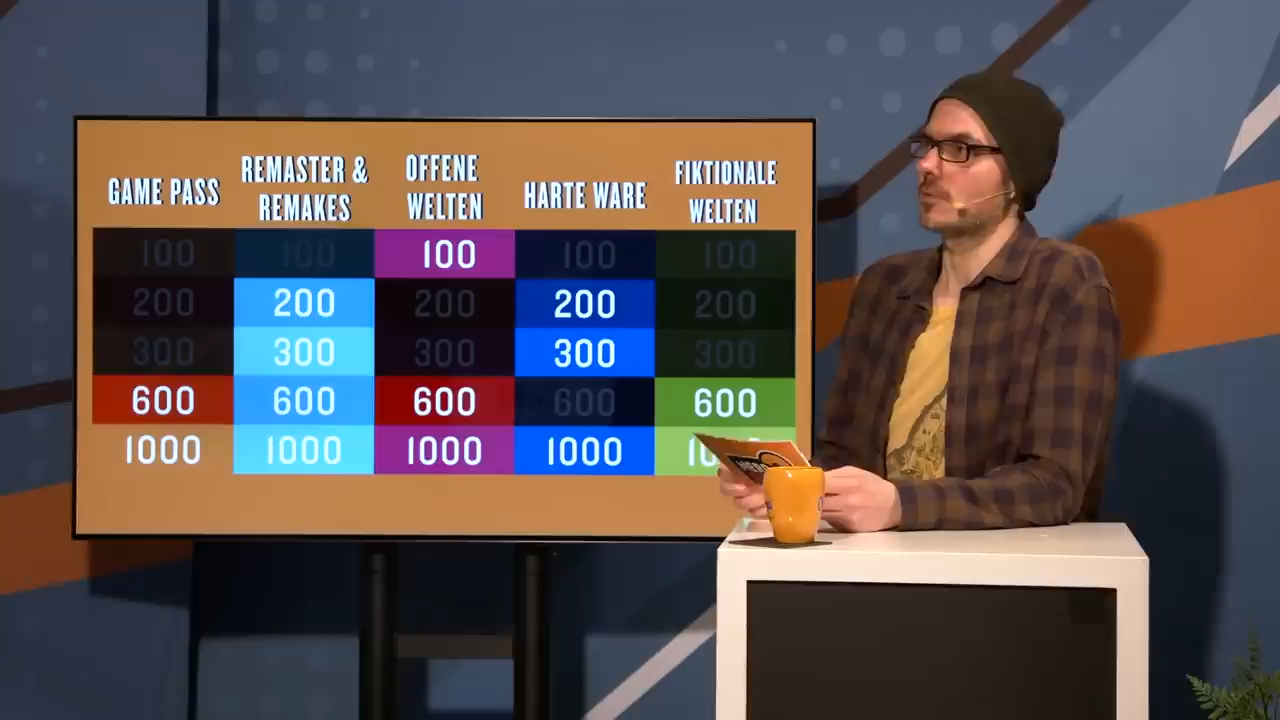 GAME PASS
REMASTER &
REMAKES
OFFENE
WELTEN
HARTE WARE
FIKTIONALE
WELTEN
100 100 100 100 100
200 200 200 200 200
300 300 300 300 300
600 600 600 600 600
1000 1000 1000 1000